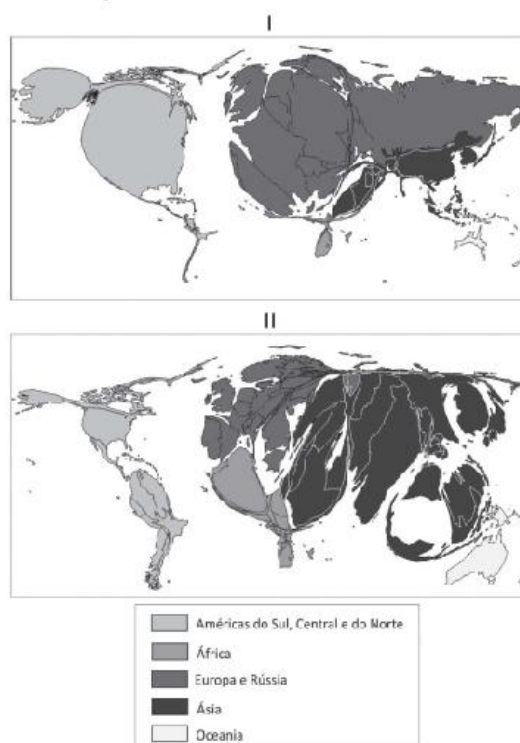 I
II
Américas do Sul, Central e do Norte
África
Europa e Rússia
Ásia
Oceania